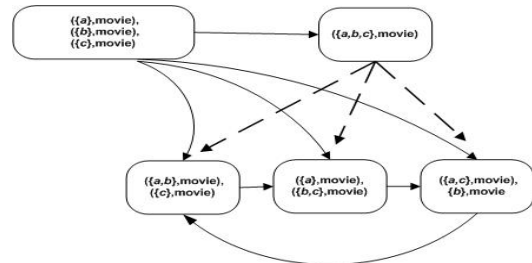 ({a},movie),
({b},movie),
({c},movie)
({a,b,c},movie)
({a,b},movie),
({c},movie)
({a},movie),
({b,c},movie)
({a,c},movie),
{b},movie